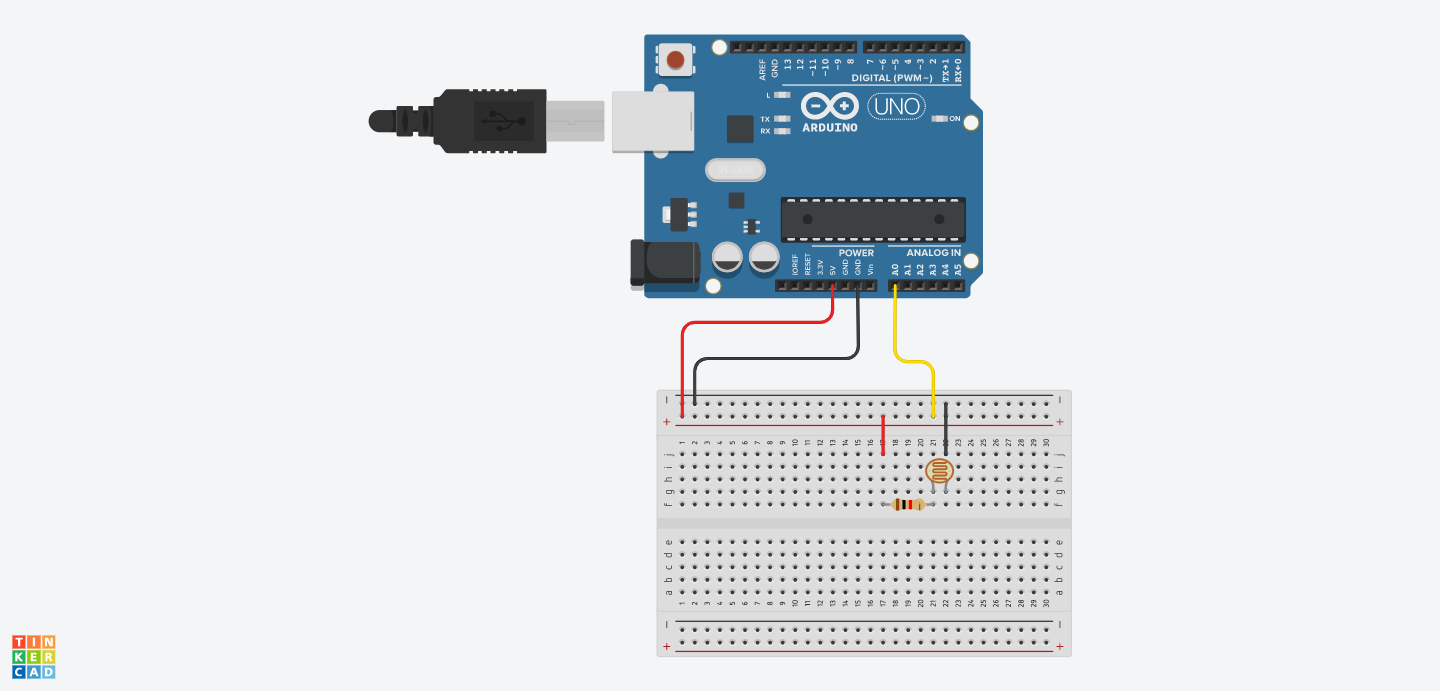 AREF GND 13 12 ~11 ~10 ~9 8 7 ~6 ~5 4 ~3 2 TX→1 RX←0
DIGITAL (PWM~)
L
TX
RX
ARDUINO
UNO
ON
POWER
ANALOG IN
IOREF RESET 3.3V 5V GND GND Vin A0 A1 A2 A3 A4 A5
1 2 3 4 5 6 7 8 9 10 11 12 13 14 15 16 17 18 19 20 21 22 23 24 25 26 27 28 29 30
j j
i i
h h
g g
f f
e e
d d
c c
b b
a a
1 2 3 4 5 6 7 8 9 10 11 12 13 14 15 16 17 18 19 20 21 22 23 24 25 26 27 28 29 30
TIN
KER
CAD